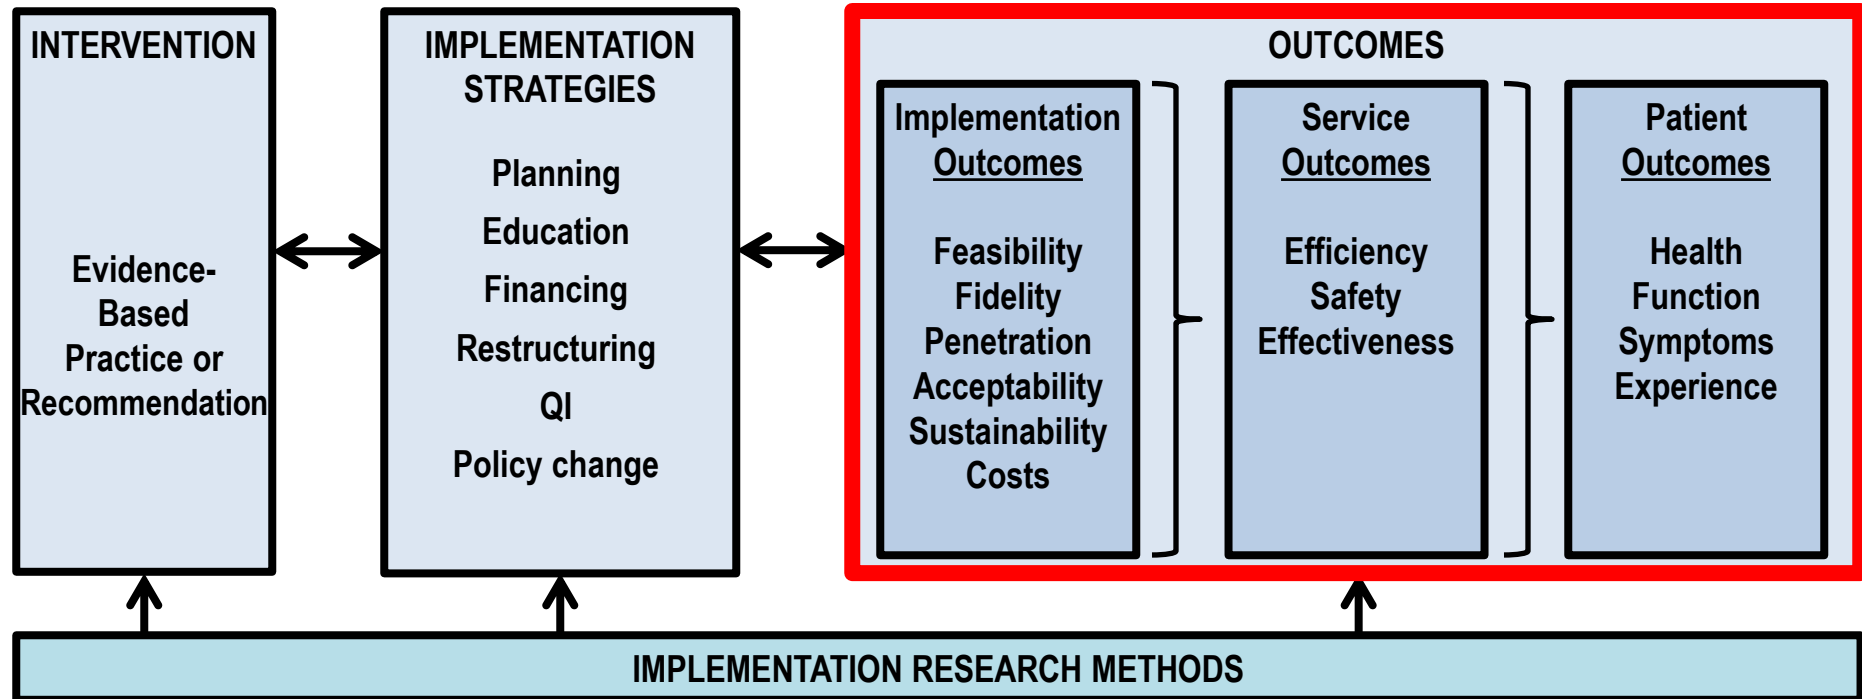 INTERVENTION
Evidence-
Based
Practice or
Recommendation
IMPLEMENTATION
STRATEGIES
Planning
Education
Financing
Restructuring
QI
Policy change
OUTCOMES
Implementation
Outcomes
Feasibility
Fidelity
Penetration
Acceptability
Sustainability
Costs
Service
Outcomes
Efficiency
Safety
Effectiveness
Patient
Outcomes
Health
Function
Symptoms
Experience
IMPLEMENTATION RESEARCH METHODS